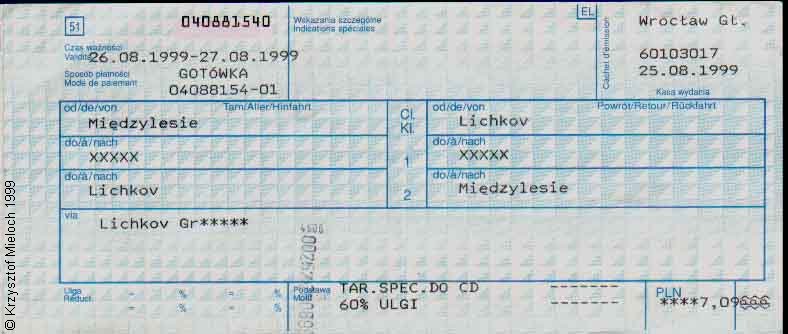 51
040881540
Wskazania szczególne
Indications spéciales
EL
Wrocław Gł.
Czas ważności
Validité 26.08.1999-27.08.1999
Cachet d'émission
60103017
Sposób płatności
GOTÓWKA
25.08.1999
Mode de paiement
04088154-01
Kasa wydania
od/de/von
Tam/Aller/Hinfahrt
Cl.
Kl.
od/de/von
Powrót/Retour/Rückfahrt
Międzylesie
Lichkov
do/à/nach
do/à/nach
XXXXX
1
XXXXX
do/à/nach
do/à/nach
Lichkov
2
Międzylesie
via
Lichkov Gr*****
Ulga
Réduct.
- % = %
- % = %
Podstawa
Motif
TAR.SPEC.DO CD -------
60% ULGI -------
PLN
****7,09
© Krzysztof Mieloch 1999